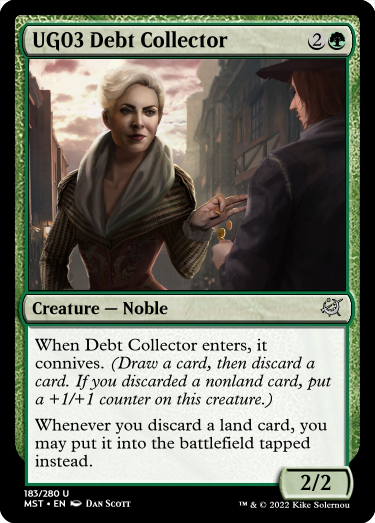 UG03 Debt Collector 2
Creature — Noble
When Debt Collector enters, it
connives. (Draw a card, then discard a
card. If you discarded a nonland card, put
a +1/+1 counter on this creature.)
Whenever you discard a land card, you
may put it into the battlefield tapped
instead.
2/2
183/280 U
MST • EN Dan Scott
™ & © 2022 Kike Solernou